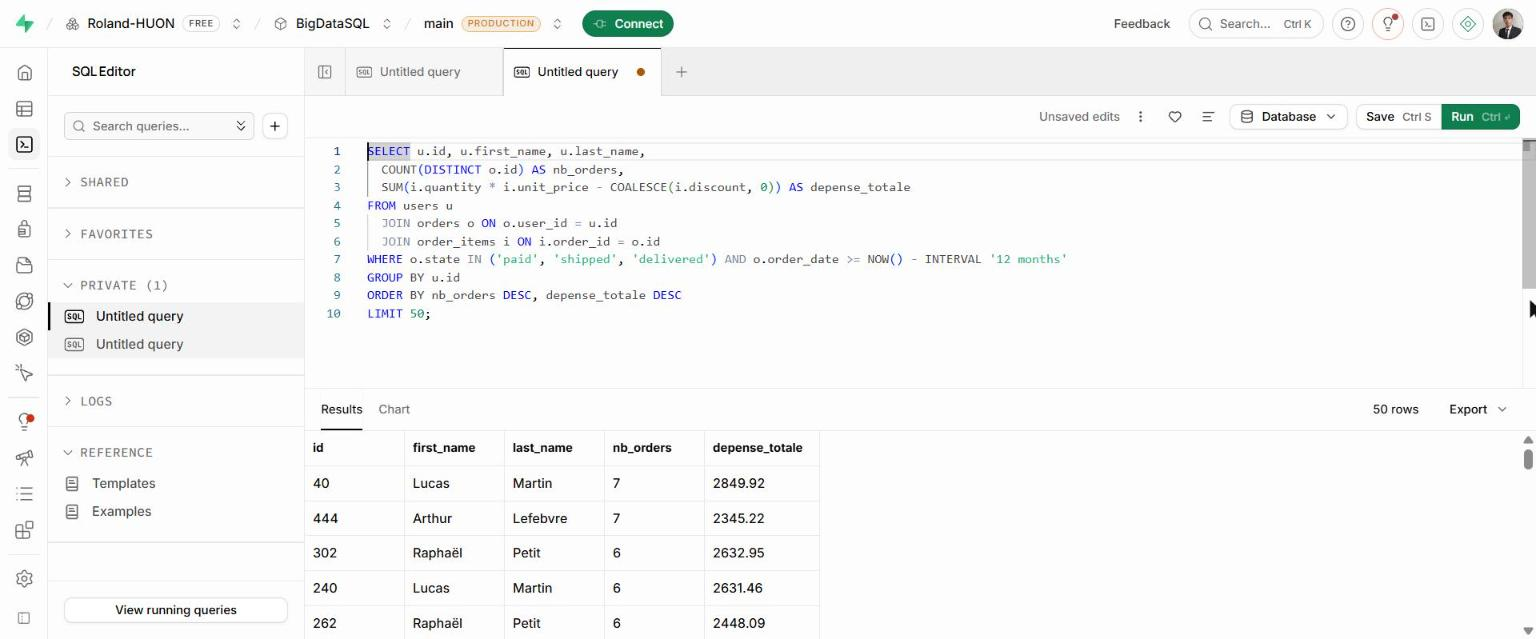 Roland-HUON FREE BigDataSQL main PRODUCTION Connect Feedback Search... Ctrl K
SQL Editor
SQL Untitled query
SQL Untitled query
Search queries...
Unsaved edits Database Save Ctrl S Run Ctrl ↵
SHARED
FAVORITES
PRIVATE (1)
SQL Untitled query
SQL Untitled query
LOGS
REFERENCE
Templates
Examples
View running queries
1 SELECT u.id, u.first_name, u.last_name,
2 COUNT(DISTINCT o.id) AS nb_orders,
3 SUM(i.quantity * i.unit_price - COALESCE(i.discount, 0)) AS depense_totale
4 FROM users u
5 JOIN orders o ON o.user_id = u.id
6 JOIN order_items i ON i.order_id = o.id
7 WHERE o.state IN ('paid', 'shipped', 'delivered') AND o.order_date >= NOW() - INTERVAL '12 months'
8 GROUP BY u.id
9 ORDER BY nb_orders DESC, depense_totale DESC
10 LIMIT 50;
Results Chart 50 rows Export
id first_name last_name nb_orders depense_totale
40 Lucas Martin 7 2849.92
444 Arthur Lefebvre 7 2345.22
302 Raphaël Petit 6 2632.95
240 Lucas Martin 6 2631.46
262 Raphaël Petit 6 2448.09